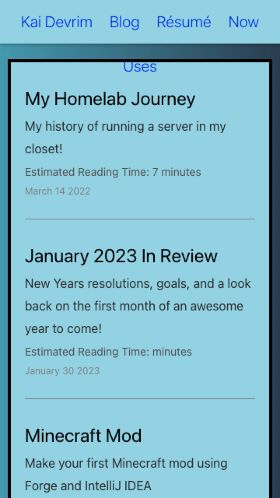 Kai Devrim Blog Résumé Now
Uses
My Homelab Journey
My history of running a server in my
closet!
Estimated Reading Time: 7 minutes
March 14 2022
January 2023 In Review
New Years resolutions, goals, and a look
back on the first month of an awesome
year to come!
Estimated Reading Time: minutes
January 30 2023
Minecraft Mod
Make your first Minecraft mod using
Forge and IntelliJ IDEA